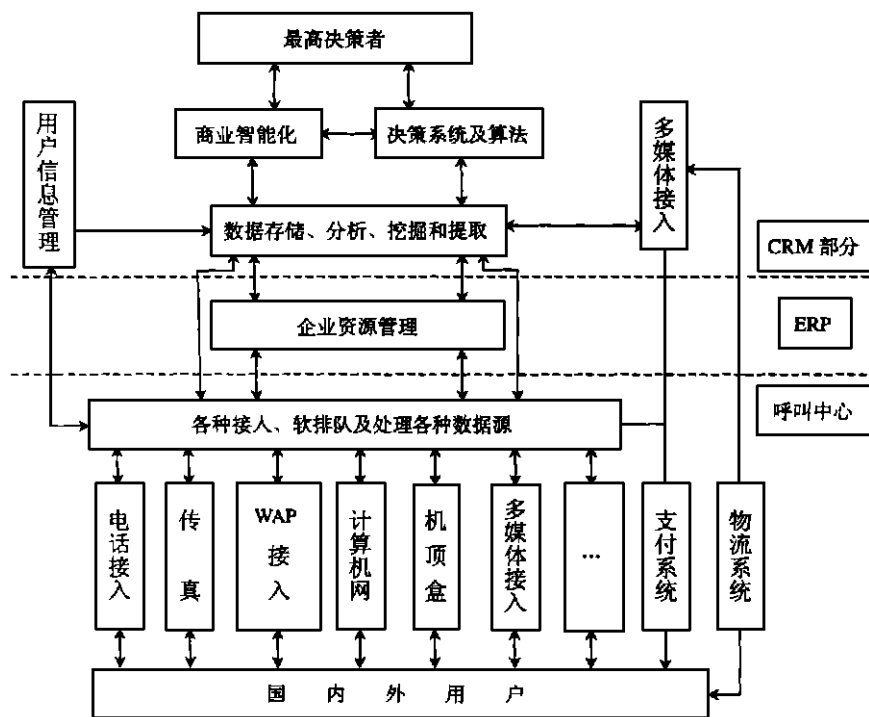 最高决策者
商业智能化
决策系统及算法
用户信息管理
多媒体接入
数据存储、分析、挖掘和提取
CRM 部分
企业资源管理
ERP
各种接人、软排队及处理各种数据源
呼叫中心
电话接入
传真
WAP
接入
计算机网
机顶盒
多媒体接入
…
支付系统
物流系统
国内外用户